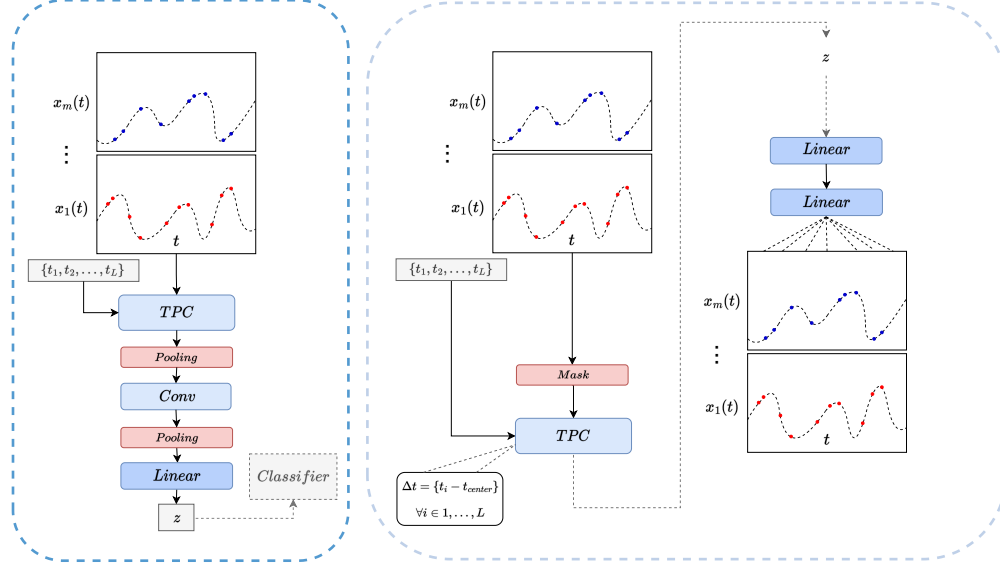 x_m(t)
⋮
x_1(t)
t
{t_1, t_2, ..., t_L}
TPC
Pooling
Conv
Pooling
Linear
Classifier
z
x_m(t)
⋮
x_1(t)
t
{t_1, t_2, ..., t_L}
Mask
TPC
Δt = {t_i − t_center}
∀i ∈ 1, ..., L
z
Linear
Linear
x_m(t)
⋮
x_1(t)
t